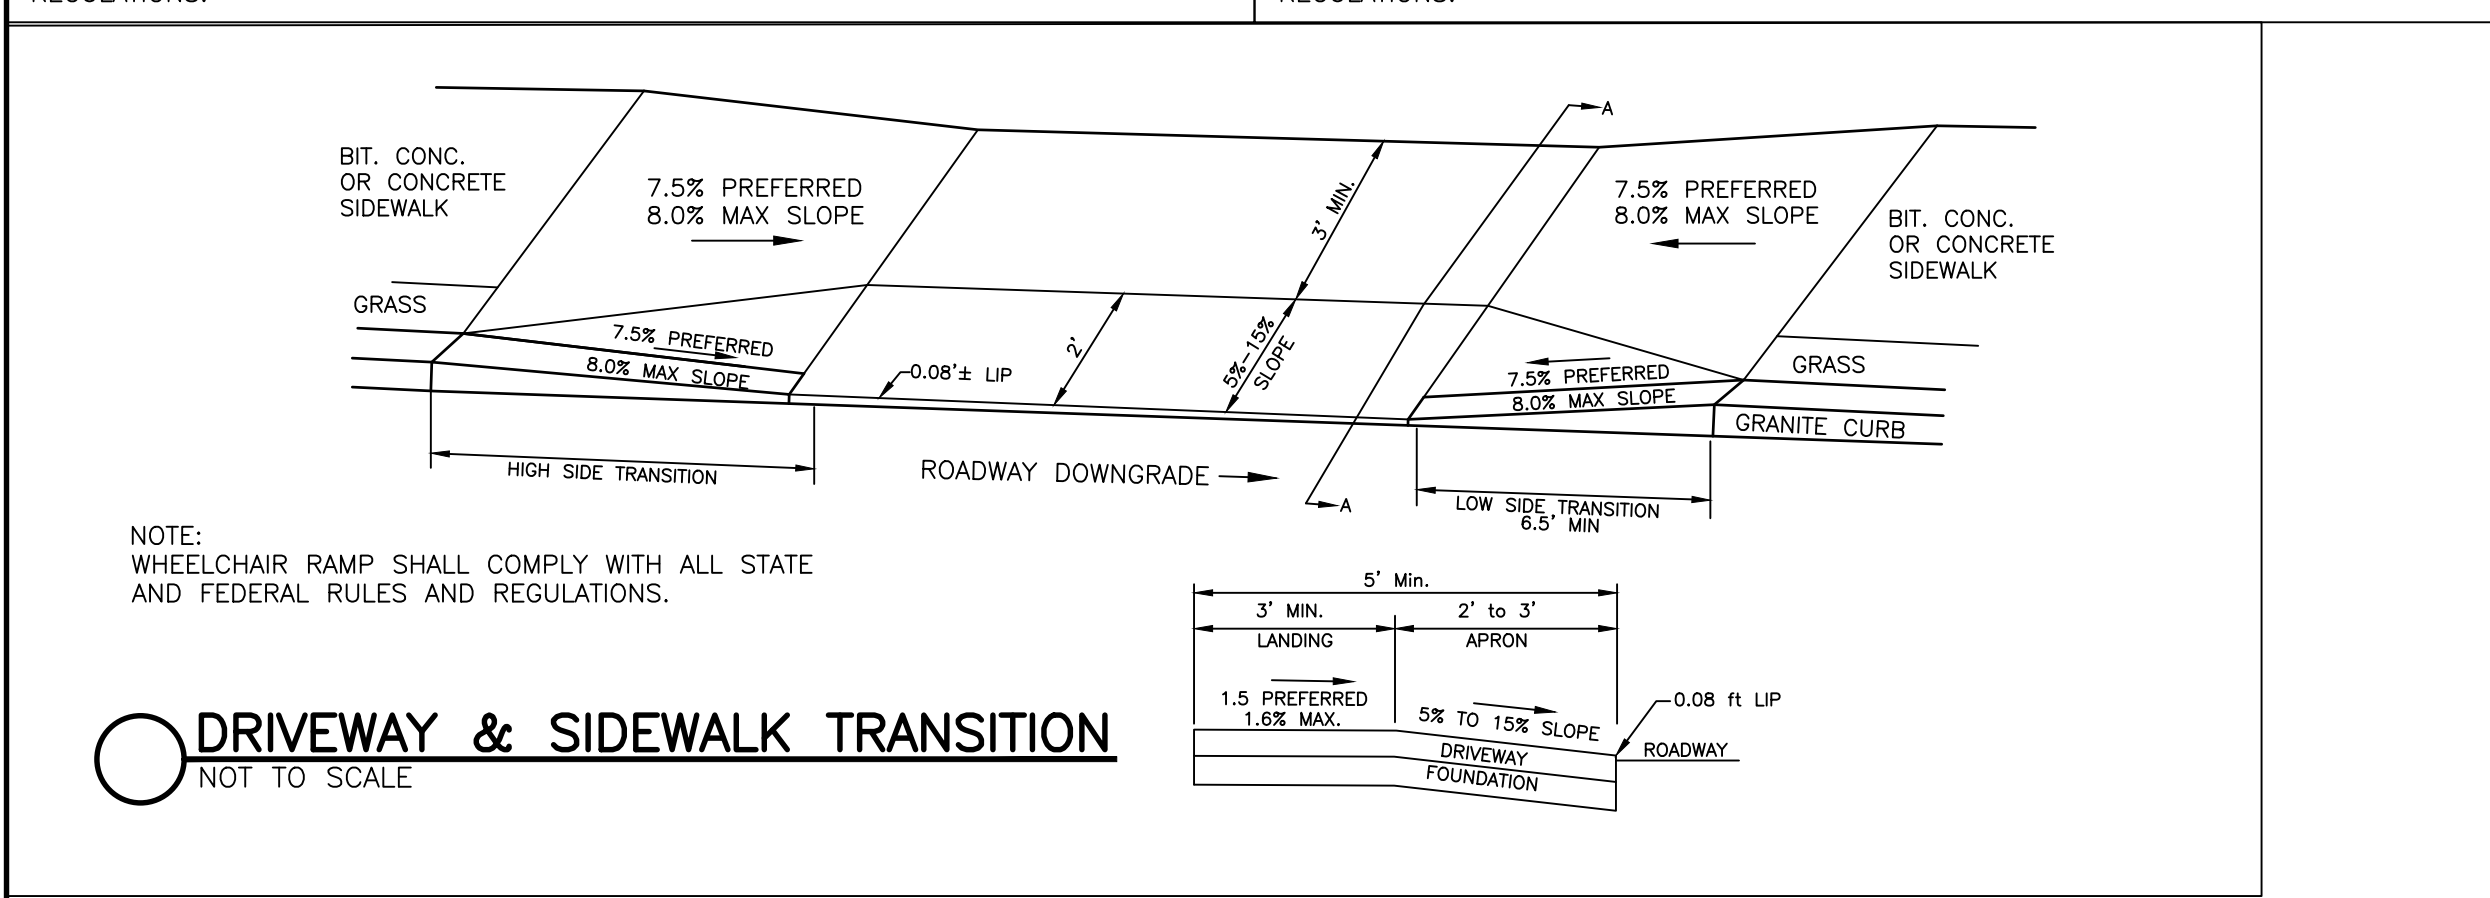 REGULATIONS.
REGULATIONS.
A
BIT. CONC.
OR CONCRETE
SIDEWALK
7.5% PREFERRED
8.0% MAX SLOPE
3' MIN.
7.5% PREFERRED
8.0% MAX SLOPE
BIT. CONC.
OR CONCRETE
SIDEWALK
GRASS
7.5% PREFERRED
8.0% MAX SLOPE
0.08'± LIP
2'
5%-15%
SLOPE
7.5% PREFERRED
8.0% MAX SLOPE
GRASS
GRANITE CURB
HIGH SIDE TRANSITION
ROADWAY DOWNGRADE
A
LOW SIDE TRANSITION
6.5' MIN
NOTE:
WHEELCHAIR RAMP SHALL COMPLY WITH ALL STATE
AND FEDERAL RULES AND REGULATIONS.
5' Min.
3' MIN.
LANDING
2' to 3'
APRON
1.5 PREFERRED
1.6% MAX.
5% TO 15% SLOPE
0.08 ft LIP
DRIVEWAY
FOUNDATION
ROADWAY
DRIVEWAY & SIDEWALK TRANSITION
NOT TO SCALE